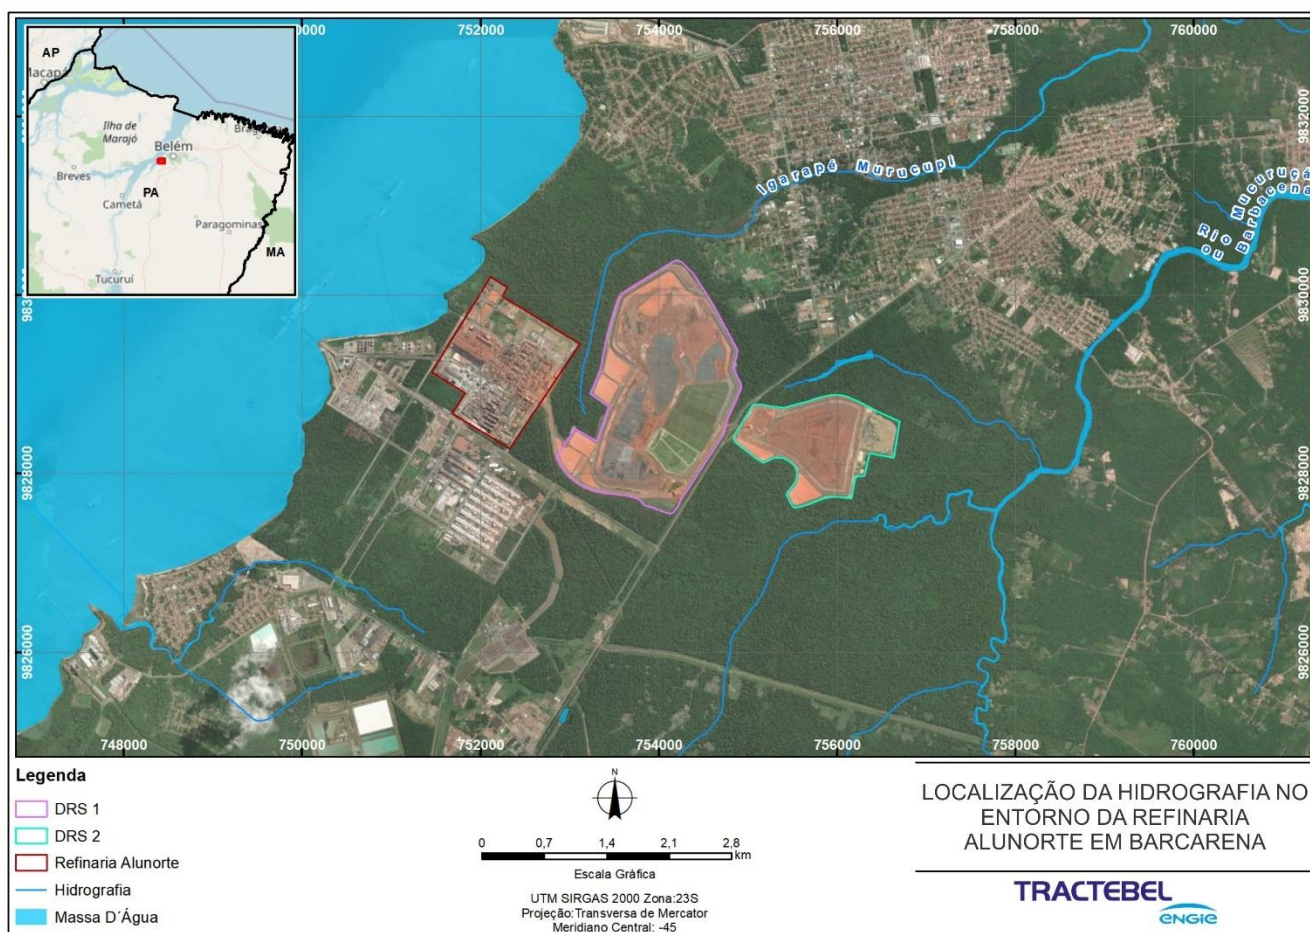 AP
Macapá
Ilha de
Marajó
Belém
Breves
PA
Cametá
Paragominas
MA
Tucuruí
752000
754000
756000
758000
760000
9832000
9830000
9828000
9826000
Igarapé Murucupi
Rio Mucuruçá
ou Barbacena
9828000
9826000
748000
750000
752000
754000
756000
758000
760000
Legenda
DRS 1
DRS 2
Refinaria Alunorte
Hidrografia
Massa D´Água
N
0 0,7 1,4 2,1 2,8
km
Escala Gráfica
UTM SIRGAS 2000 Zona:23S
Projeção:Transversa de Mercator
Meridiano Central: -45
LOCALIZAÇÃO DA HIDROGRAFIA NO
ENTORNO DA REFINARIA
ALUNORTE EM BARCARENA
TRACTEBEL
ENGIE